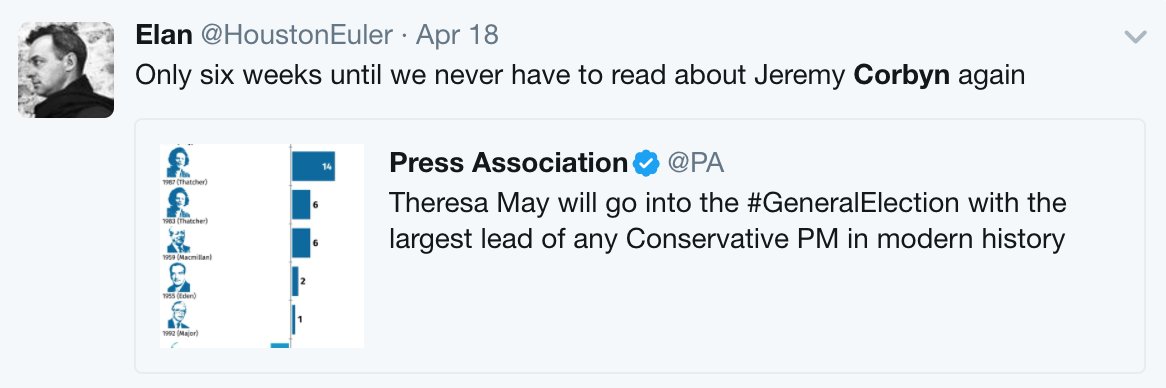 Elan @HoustonEuler · Apr 18
Only six weeks until we never have to read about Jeremy Corbyn again
Press Association @PA
Theresa May will go into the #GeneralElection with the
largest lead of any Conservative PM in modern history
14
1987 (Thatcher)
6
1983 (Thatcher)
6
1959 (Macmillan)
2
1955 (Eden)
1
1992 (Major)